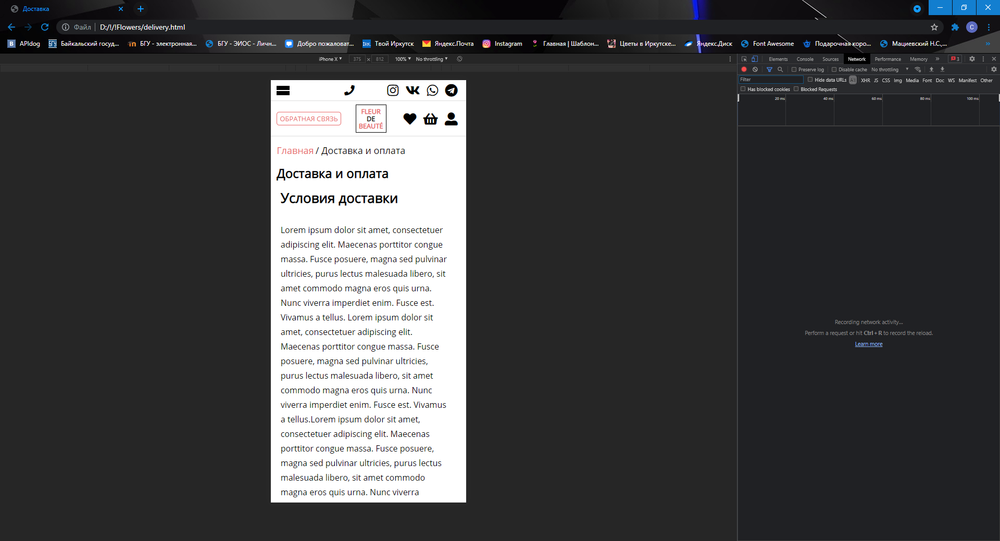 Доставка
Файл D:/!/!Flowers/delivery.html
C
B APIdog
БГУ Байкальский госуд...
БГУ - электронная...
БГУ - ЭИОС - Личн...
Добро пожаловат...
IRK. Твой Иркутск
Яндекс.Почта
Instagram
Главная | Шаблон...
Цветы в Иркутске...
Яндекс.Диск
Font Awesome
Подарочная коро...
Мациевский Н.С.,...
»
iPhone X ▼ 375 × 812 100% ▼ No throttling ▼
Elements Console Sources Network Performance Memory » 3
Preserve log Disable cache No throttling ▼
Filter Hide data URLs All XHR JS CSS Img Media Font Doc WS Manifest Other
Has blocked cookies Blocked Requests
20 ms 40 ms 60 ms 80 ms 100 ms
Recording network activity...
Perform a request or hit Ctrl + R to record the reload.
Learn more
ОБРАТНАЯ СВЯЗЬ
FLEUR
DE
BEAUTÉ
Главная / Доставка и оплата
Доставка и оплата
Условия доставки
Lorem ipsum dolor sit amet, consectetuer
adipiscing elit. Maecenas porttitor congue
massa. Fusce posuere, magna sed pulvinar
ultricies, purus lectus malesuada libero, sit
amet commodo magna eros quis urna.
Nunc viverra imperdiet enim. Fusce est.
Vivamus a tellus. Lorem ipsum dolor sit
amet, consectetuer adipiscing elit.
Maecenas porttitor congue massa. Fusce
posuere, magna sed pulvinar ultricies,
purus lectus malesuada libero, sit amet
commodo magna eros quis urna. Nunc
viverra imperdiet enim. Fusce est. Vivamus
a tellus.Lorem ipsum dolor sit amet,
consectetuer adipiscing elit. Maecenas
porttitor congue massa. Fusce posuere,
magna sed pulvinar ultricies, purus lectus
malesuada libero, sit amet commodo
magna eros quis urna. Nunc viverra